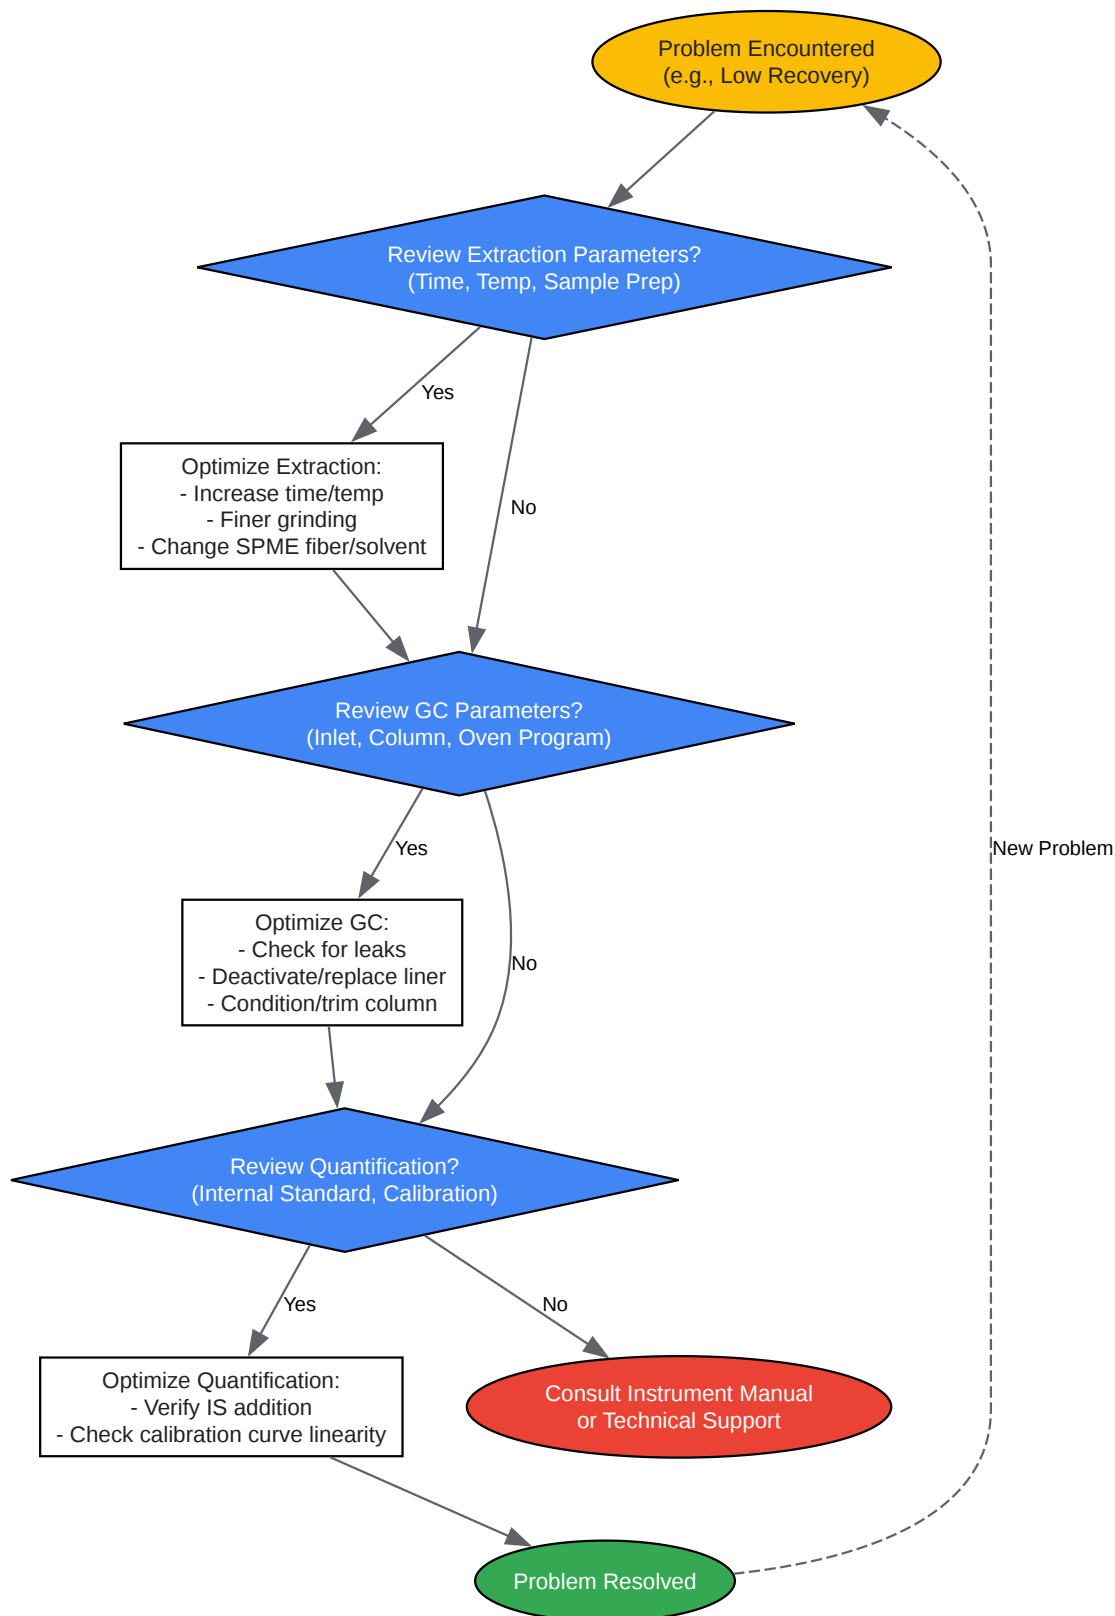 Problem Encountered
(e.g., Low Recovery)
Review Extraction Parameters?
(Time, Temp, Sample Prep)
Yes
No
Optimize Extraction:
- Increase time/temp
- Finer grinding
- Change SPME fiber/solvent
Review GC Parameters?
(Inlet, Column, Oven Program)
Yes
No
New Problem
Optimize GC:
- Check for leaks
- Deactivate/replace liner
- Condition/trim column
Review Quantification?
(Internal Standard, Calibration)
Yes
No
Optimize Quantification:
- Verify IS addition
- Check calibration curve linearity
Consult Instrument Manual
or Technical Support
Problem Resolved